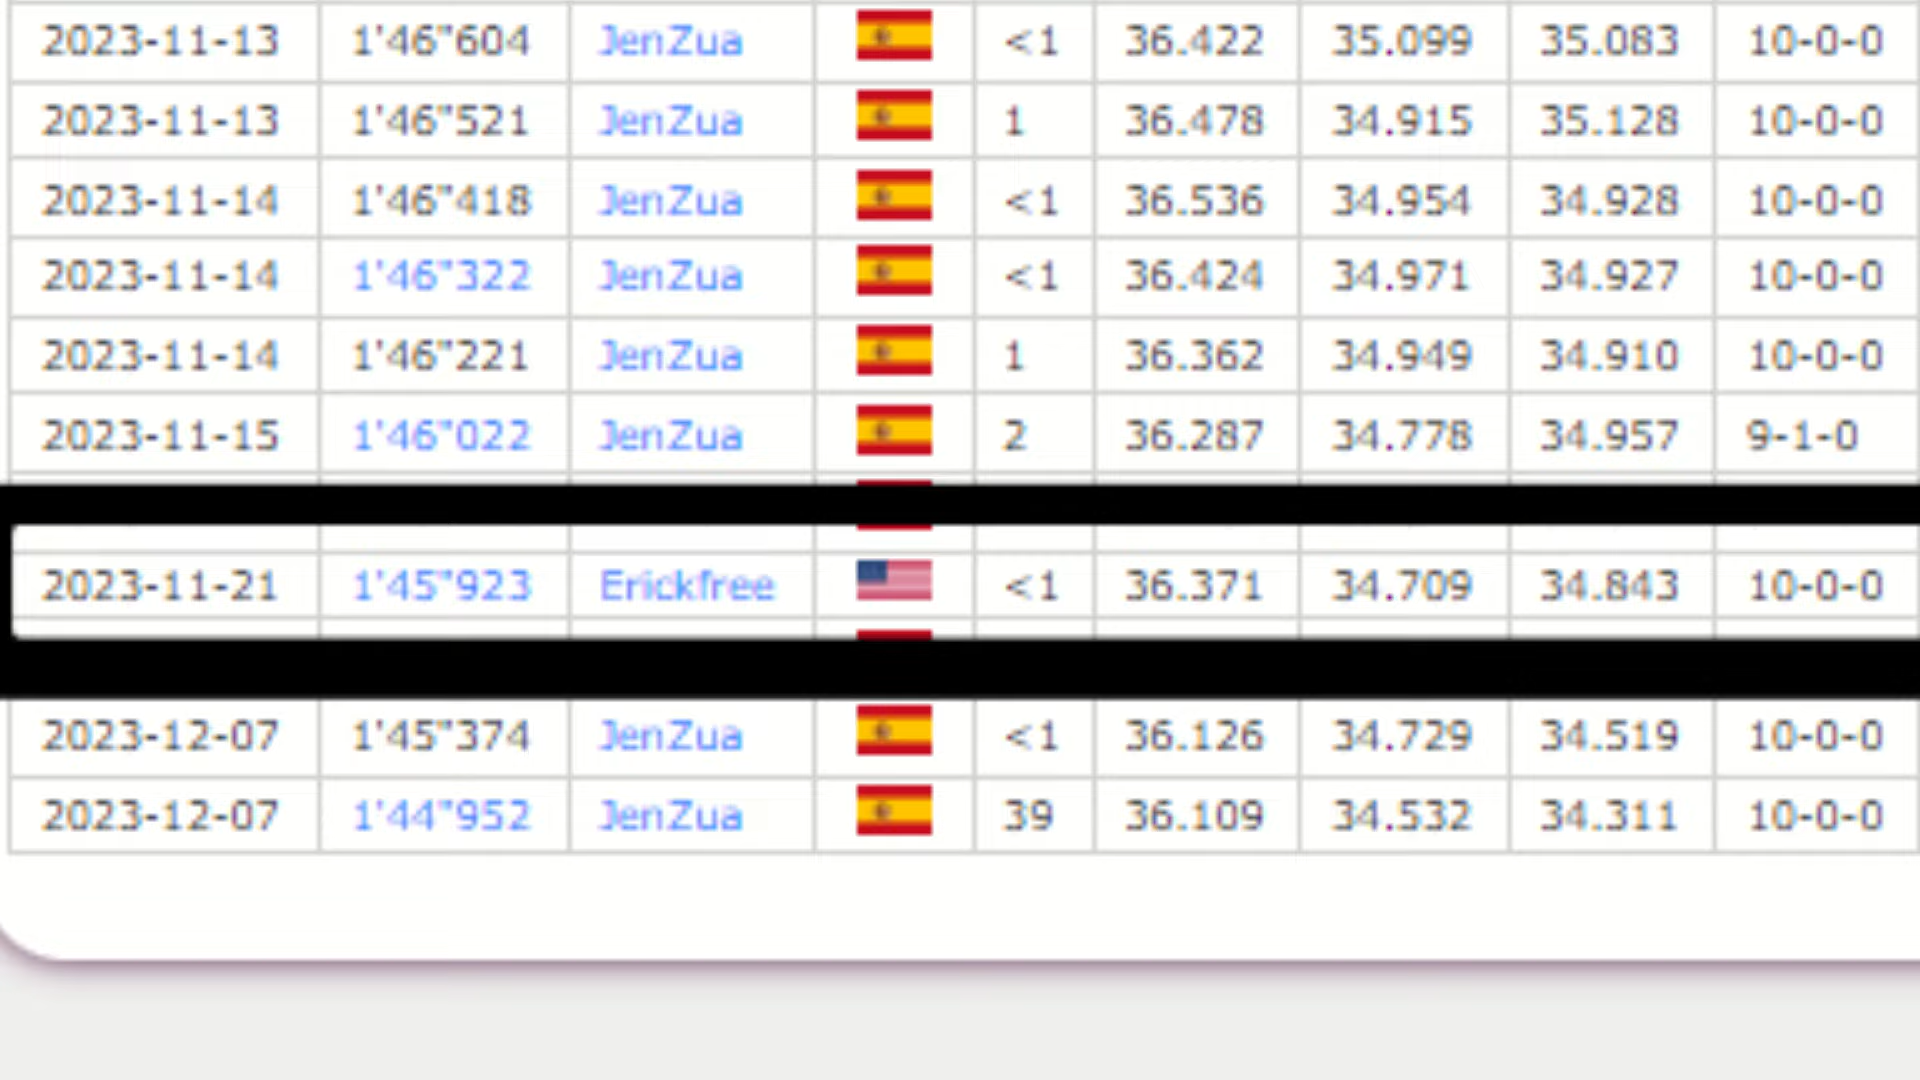 2023-11-13 1'46"604 JenZua <1 36.422 35.099 35.083 10-0-0
2023-11-13 1'46"521 JenZua 1 36.478 34.915 35.128 10-0-0
2023-11-14 1'46"418 JenZua <1 36.536 34.954 34.928 10-0-0
2023-11-14 1'46"322 JenZua <1 36.424 34.971 34.927 10-0-0
2023-11-14 1'46"221 JenZua 1 36.362 34.949 34.910 10-0-0
2023-11-15 1'46"022 JenZua 2 36.287 34.778 34.957 9-1-0
2023-11-21 1'45"923 Erickfree <1 36.371 34.709 34.843 10-0-0
2023-12-07 1'45"374 JenZua <1 36.126 34.729 34.519 10-0-0
2023-12-07 1'44"952 JenZua 39 36.109 34.532 34.311 10-0-0